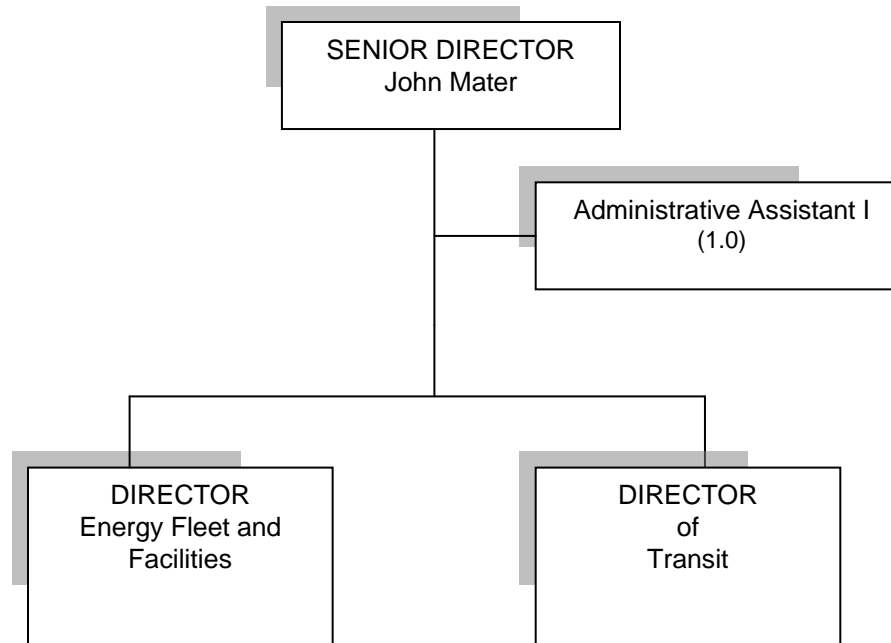 SENIOR DIRECTOR
John Mater
Administrative Assistant I
(1.0)
DIRECTOR
Energy Fleet and
Facilities
DIRECTOR
of
Transit